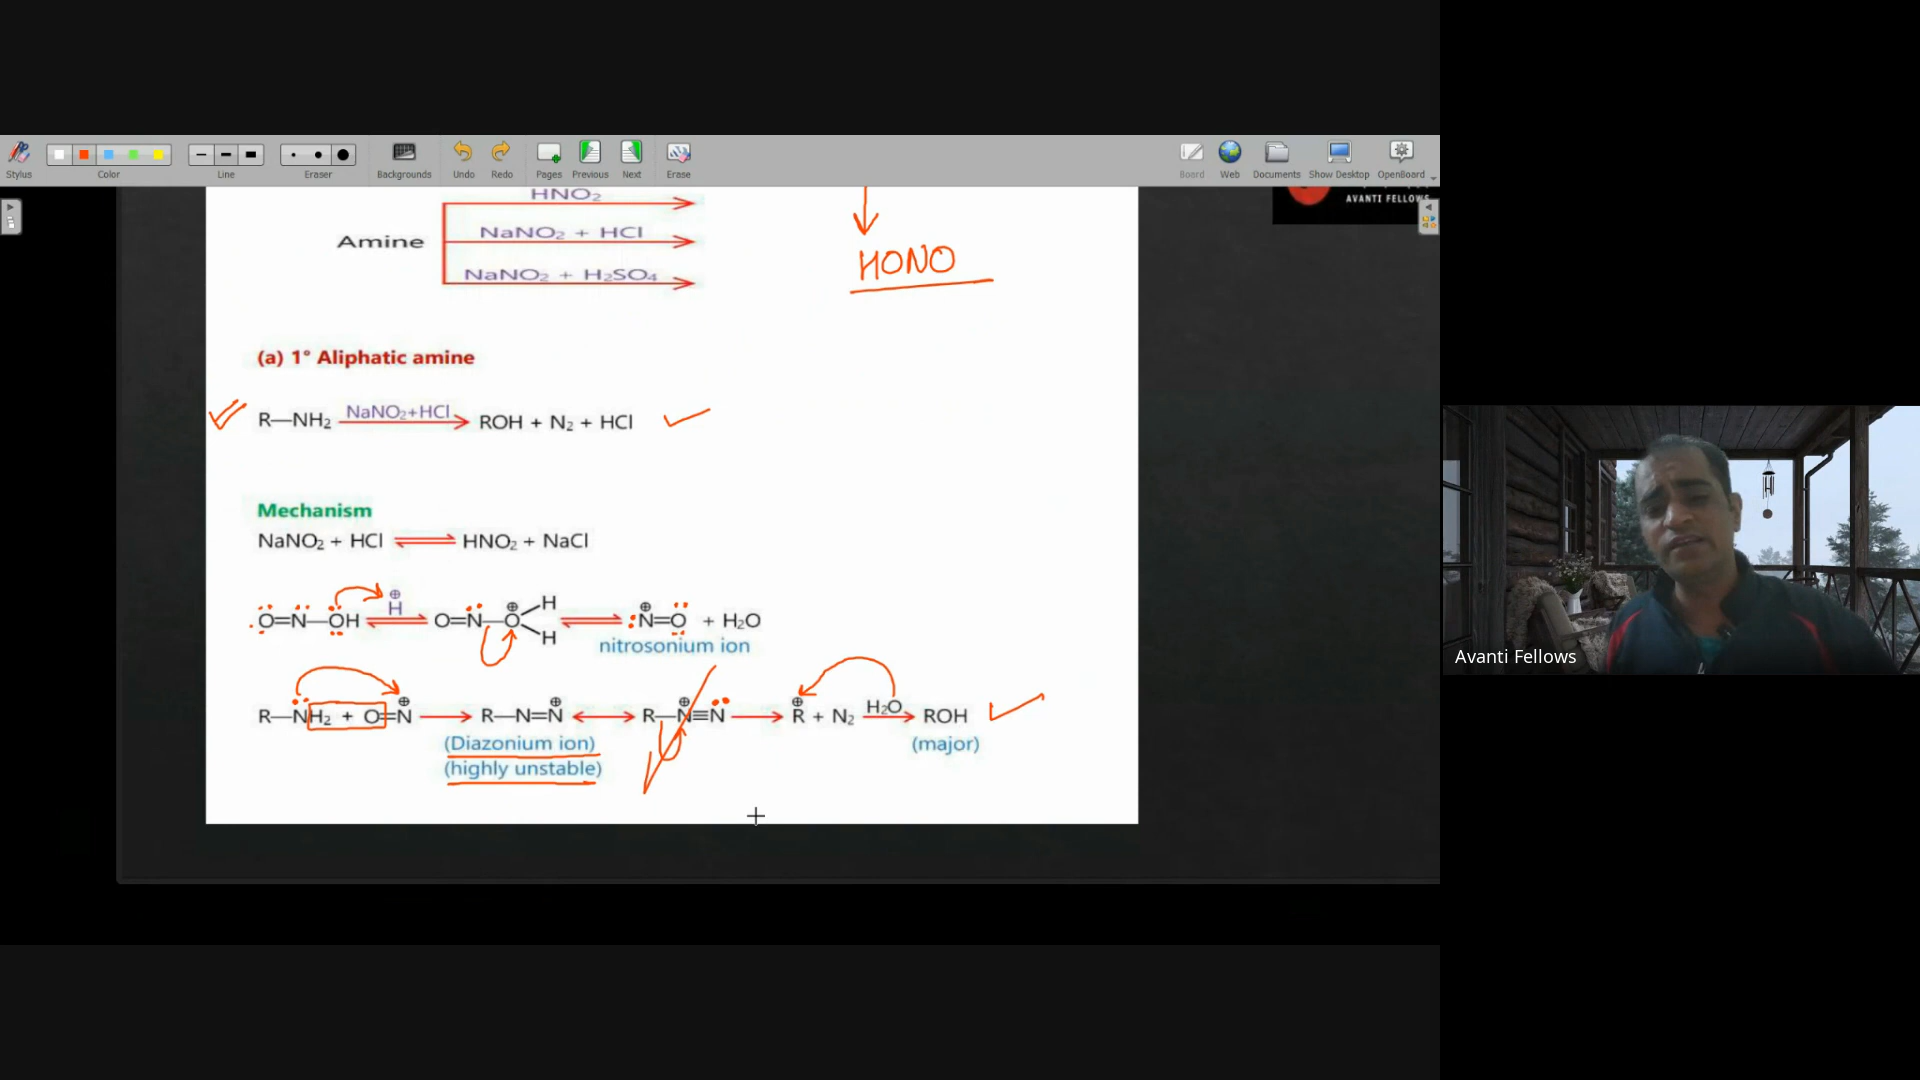 Stylus Color Line Eraser Backgrounds Undo Redo Pages Previous Next Erase Board Web Documents Show Desktop OpenBoard
AVANTI FELLOWS
HNO₂
Amine
NaNO₂ + HCl
NaNO₂ + H₂SO₄
HONO
(a) 1° Aliphatic amine
R—NH₂ NaNO₂+HCl ROH + N₂ + HCl
Mechanism
NaNO₂ + HCl ⇌ HNO₂ + NaCl
O=N—OH ⇌ H⊕ O=N—O⊕ H H ⇌ N⊕=O + H₂O
nitrosonium ion
R—NH₂ + O=N⊕ → R—N=N⊕ ↔ R—N⊕≡N → R⊕ + N₂ H₂O → ROH
(Diazonium ion) (major)
(highly unstable)
Avanti Fellows